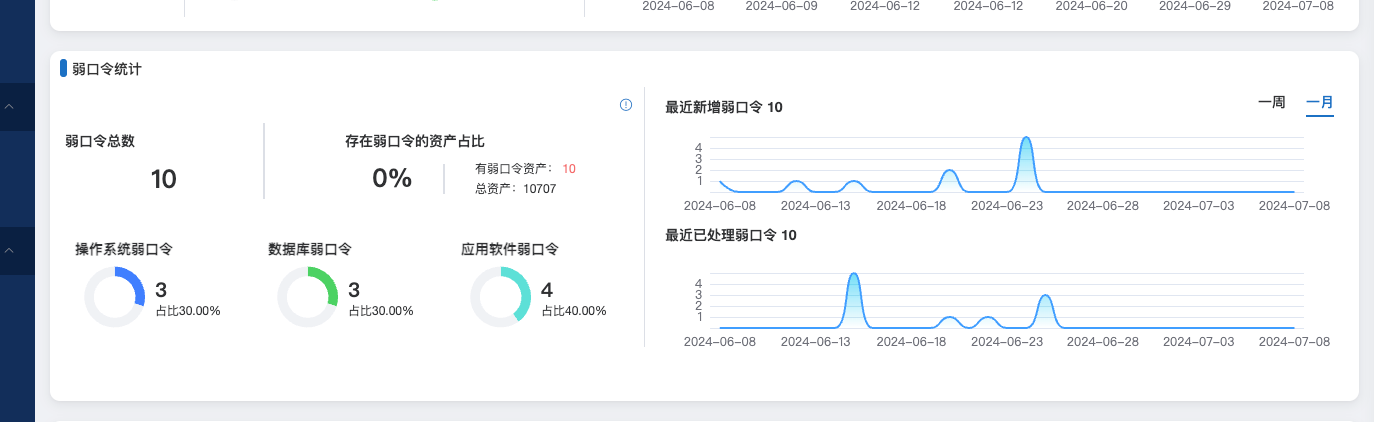 2024-06-08 2024-06-09 2024-06-12 2024-06-12 2024-06-20 2024-06-29 2024-07-08
弱口令统计
弱口令总数
10
存在弱口令的资产占比
0%
有弱口令资产: 10
总资产: 10707
操作系统弱口令
3
占比30.00%
数据库弱口令
3
占比30.00%
应用软件弱口令
4
占比40.00%
最近新增弱口令 10
一周 一月
4
3
2
1
2024-06-08 2024-06-13 2024-06-18 2024-06-23 2024-06-28 2024-07-03 2024-07-08
最近已处理弱口令 10
4
3
2
1
2024-06-08 2024-06-13 2024-06-18 2024-06-23 2024-06-28 2024-07-03 2024-07-08